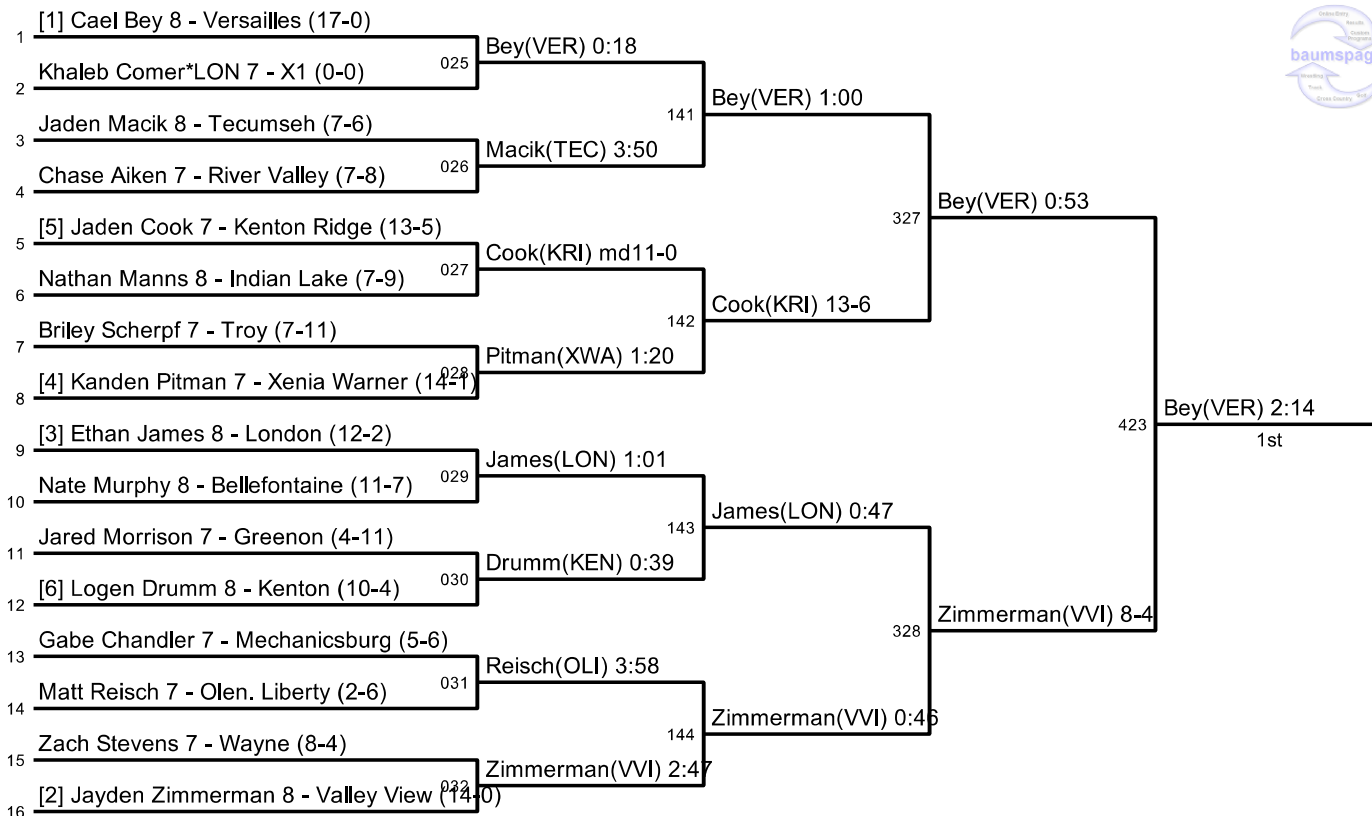 [1] Cael Bey 8 - Versailles (17-0)
1
Bey(VER) 0:18
025
Khaleb Comer*LON 7 - X1 (0-0)
2
Bey(VER) 1:00
141
Jaden Macik 8 - Tecumseh (7-6)
3
Macik(TEC) 3:50
026
Chase Aiken 7 - River Valley (7-8)
4
Bey(VER) 0:53
327
[5] Jaden Cook 7 - Kenton Ridge (13-5)
5
Cook(KRI) md11-0
027
Nathan Manns 8 - Indian Lake (7-9)
6
Cook(KRI) 13-6
142
Briley Scherpf 7 - Troy (7-11)
7
Pitman(XWA) 1:20
028
[4] Kanden Pitman 7 - Xenia Warner (14-1)
8
Bey(VER) 2:14
423
1st
[3] Ethan James 8 - London (12-2)
9
James(LON) 1:01
029
Nate Murphy 8 - Bellefontaine (11-7)
10
James(LON) 0:47
143
Jared Morrison 7 - Greenon (4-11)
11
Drumm(KEN) 0:39
030
[6] Logen Drumm 8 - Kenton (10-4)
12
Zimmerman(VVI) 8-4
328
Gabe Chandler 7 - Mechanicsburg (5-6)
13
Reisch(OLI) 3:58
031
Matt Reisch 7 - Olen. Liberty (2-6)
14
Zimmerman(VVI) 0:46
144
Zach Stevens 7 - Wayne (8-4)
15
Zimmerman(VVI) 2:47
032
[2] Jayden Zimmerman 8 - Valley View (14-0)
16
Online Entry
Results
Custom
Programs
baumspag
Wrestling
Track
Cross Country